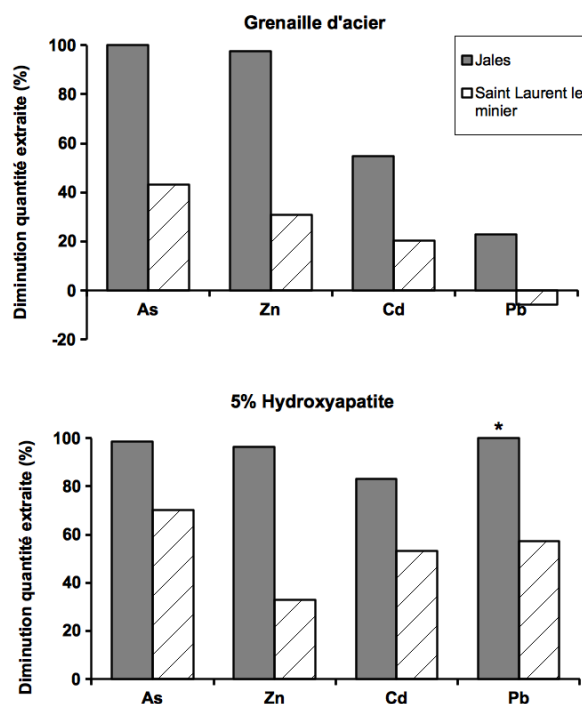 Grenaille d'acier
Diminution quantité extraite (%)
100
80
60
40
20
0
-20
As Zn Cd Pb
Jales
Saint Laurent le
minier
5% Hydroxyapatite
Diminution quantité extraite (%)
100
80
60
40
20
0
*
As Zn Cd Pb